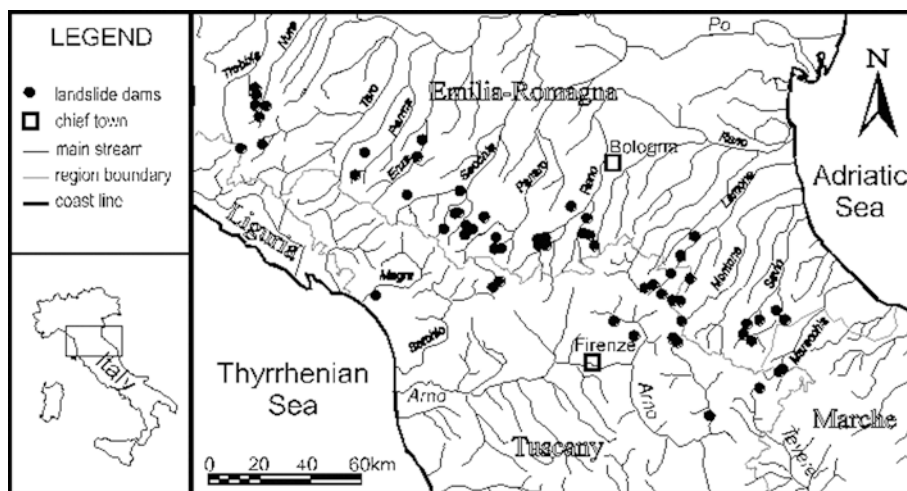 LEGEND
landslide dams
chief town
main stream
region boundary
coast line
Italy
Trebbia
Nure
Taro
Parma
Enza
Secchia
Panaro
Reno
Emilia-Romagna
Po
Bologna
Reno
Lamone
Montone
Savio
Marecchia
N
Adriatic
Sea
Liguria
Magra
Serchio
Firenze
Thyrrhenian
Sea
Arno
Arno
Tuscany
Marche
Tevere
0 20 40 60km